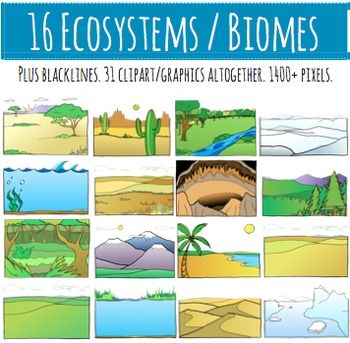 16 Ecosystems / Biomes
Plus blacklines. 31 clipart/graphics altogether. 1400+ pixels.